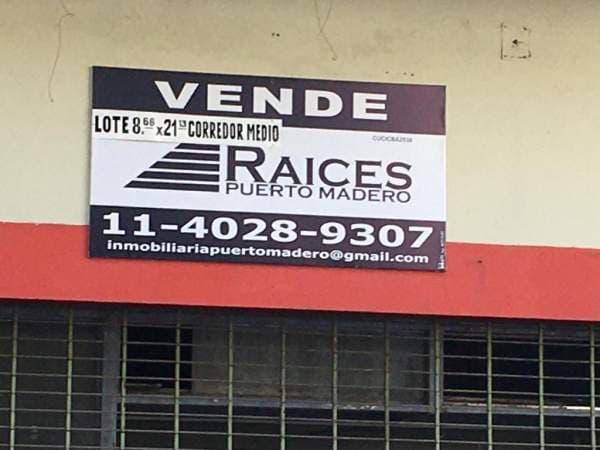 VENDE
LOTE 8.66 x 21.13 CORREDOR MEDIO
RAICES
PUERTO MADERO
11-4028-9307
inmobiliariapuertomadero@gmail.com